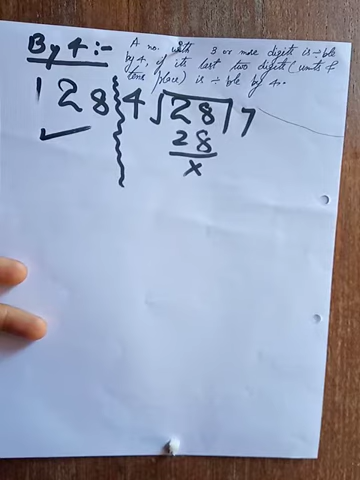 By 4 :-
A no. with 3 or more digits is ÷ble
by 4, if its last two digits (units &
tens place) is ÷ble by 4..
128
4 28 7
28
x